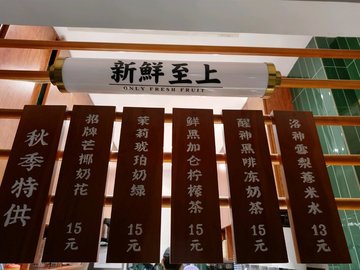 新鮮至上
ONLY FRESH FRUIT
秋季特供
招牌芒椰奶花
15元
茉莉琥珀奶绿
15元
鲜黑加仑柠檬茶
15元
醒神黑啡冻奶茶
15元
洛神雪梨薏米水
13元